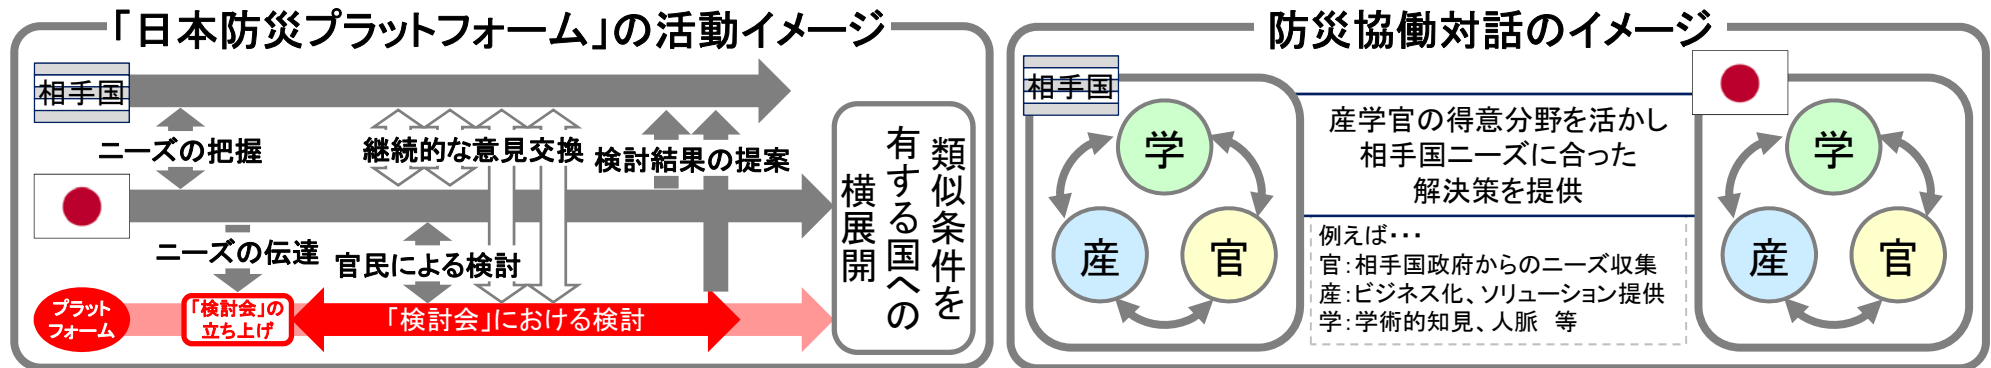 「日本防災プラットフォーム」の活動イメージ
相手国
ニーズの把握
継続的な意見交換
検討結果の提案
ニーズの伝達
官民による検討
プラット
フォーム
「検討会」の
立ち上げ
「検討会」における検討
類似条件を
有する国への
横展開
防災協働対話のイメージ
相手国
学
産
官
産学官の得意分野を活かし
相手国ニーズに合った
解決策を提供
例えば・・・
官：相手国政府からのニーズ収集
産：ビジネス化、ソリューション提供
学：学術的知見、人脈　等
学
産
官